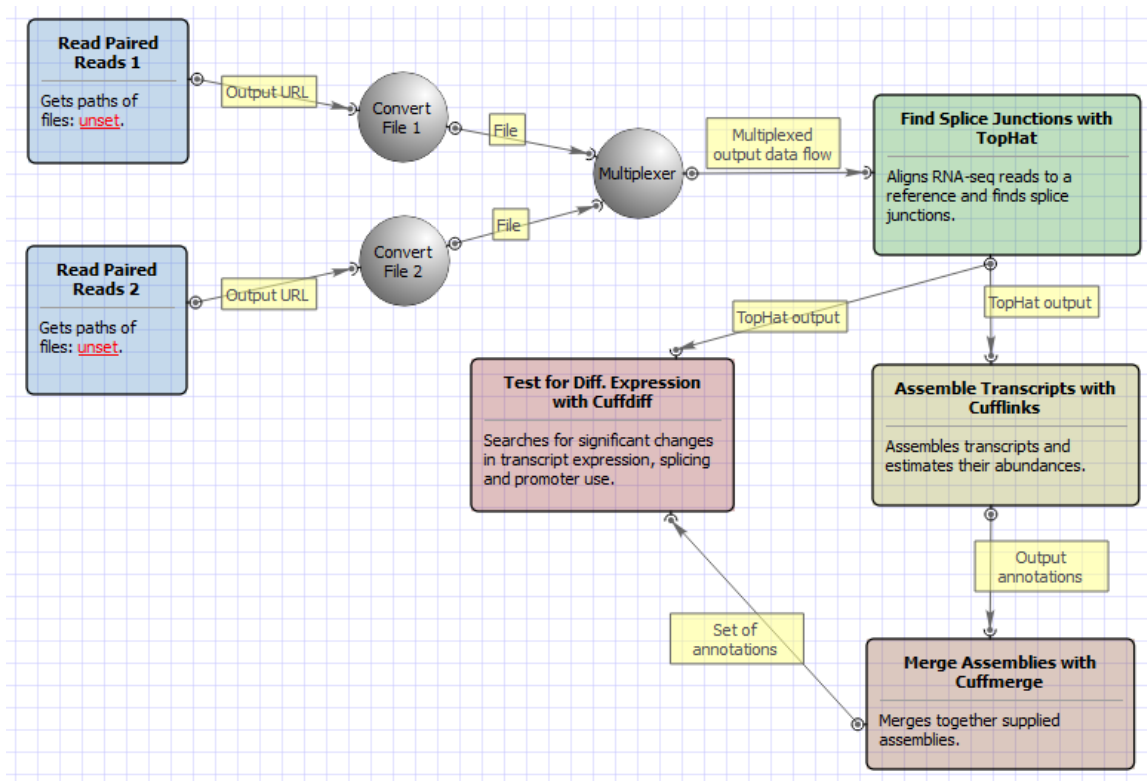 Read Paired
Reads 1
Gets paths of
files: unset.
Output URL
Convert
File 1
File
Multiplexer
Multiplexed
output data flow
Find Splice Junctions with
TopHat
Aligns RNA-seq reads to a
reference and finds splice
junctions.
Read Paired
Reads 2
Gets paths of
files: unset.
Output URL
Convert
File 2
File
TopHat output
TopHat output
Test for Diff. Expression
with Cuffdiff
Searches for significant changes
in transcript expression, splicing
and promoter use.
Assemble Transcripts with
Cufflinks
Assembles transcripts and
estimates their abundances.
Output
annotations
Set of
annotations
Merge Assemblies with
Cuffmerge
Merges together supplied
assemblies.